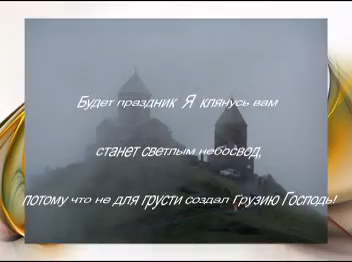 Будет праздник Я клянусь вам
станет светлым небосвод,
потому что не для грусти создал Грузию Господь!